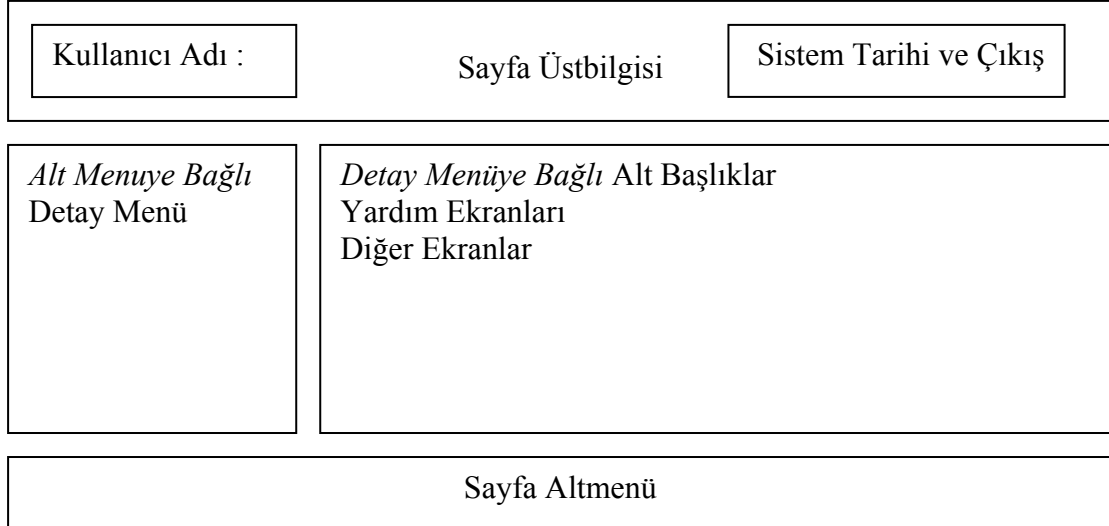 Kullanıcı Adı :
Sayfa Üstbilgisi
Sistem Tarihi ve Çıkış
Alt Menuye Bağlı
Detay Menü
Detay Menüye Bağlı Alt Başlıklar
Yardım Ekranları
Diğer Ekranlar
Sayfa Altmenü